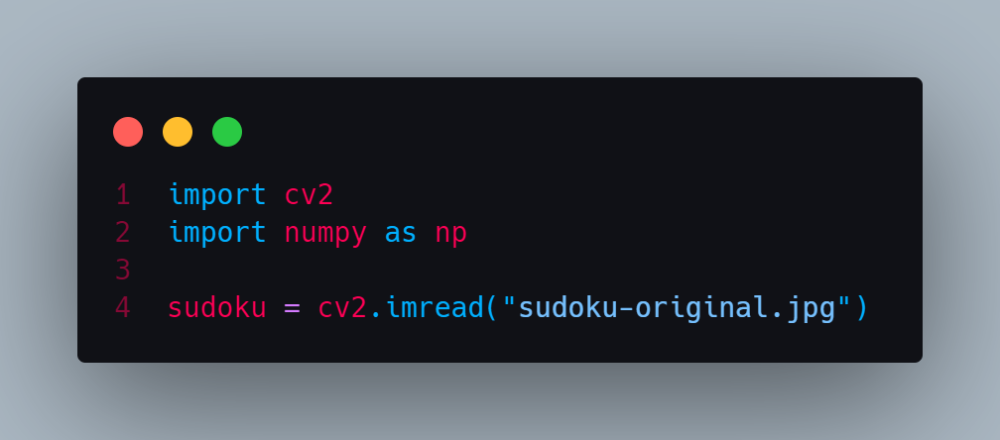 1 import cv2
2 import numpy as np
3
4 sudoku = cv2.imread("sudoku-original.jpg")